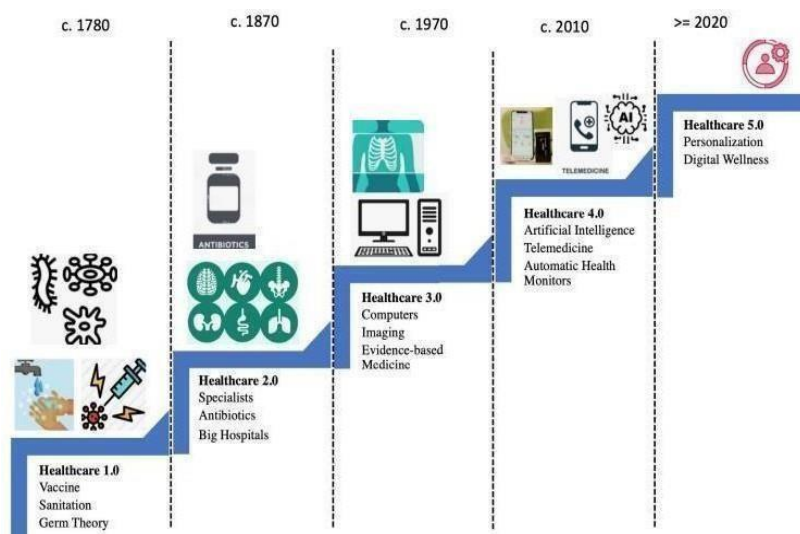 c. 1780
c. 1870
c. 1970
c. 2010
>= 2020
ANTIBIOTICS
AI
TELEMEDICINE
Healthcare 1.0
Vaccine
Sanitation
Germ Theory
Healthcare 2.0
Specialists
Antibiotics
Big Hospitals
Healthcare 3.0
Computers
Imaging
Evidence-based
Medicine
Healthcare 4.0
Artificial Intelligence
Telemedicine
Automatic Health
Monitors
Healthcare 5.0
Personalization
Digital Wellness